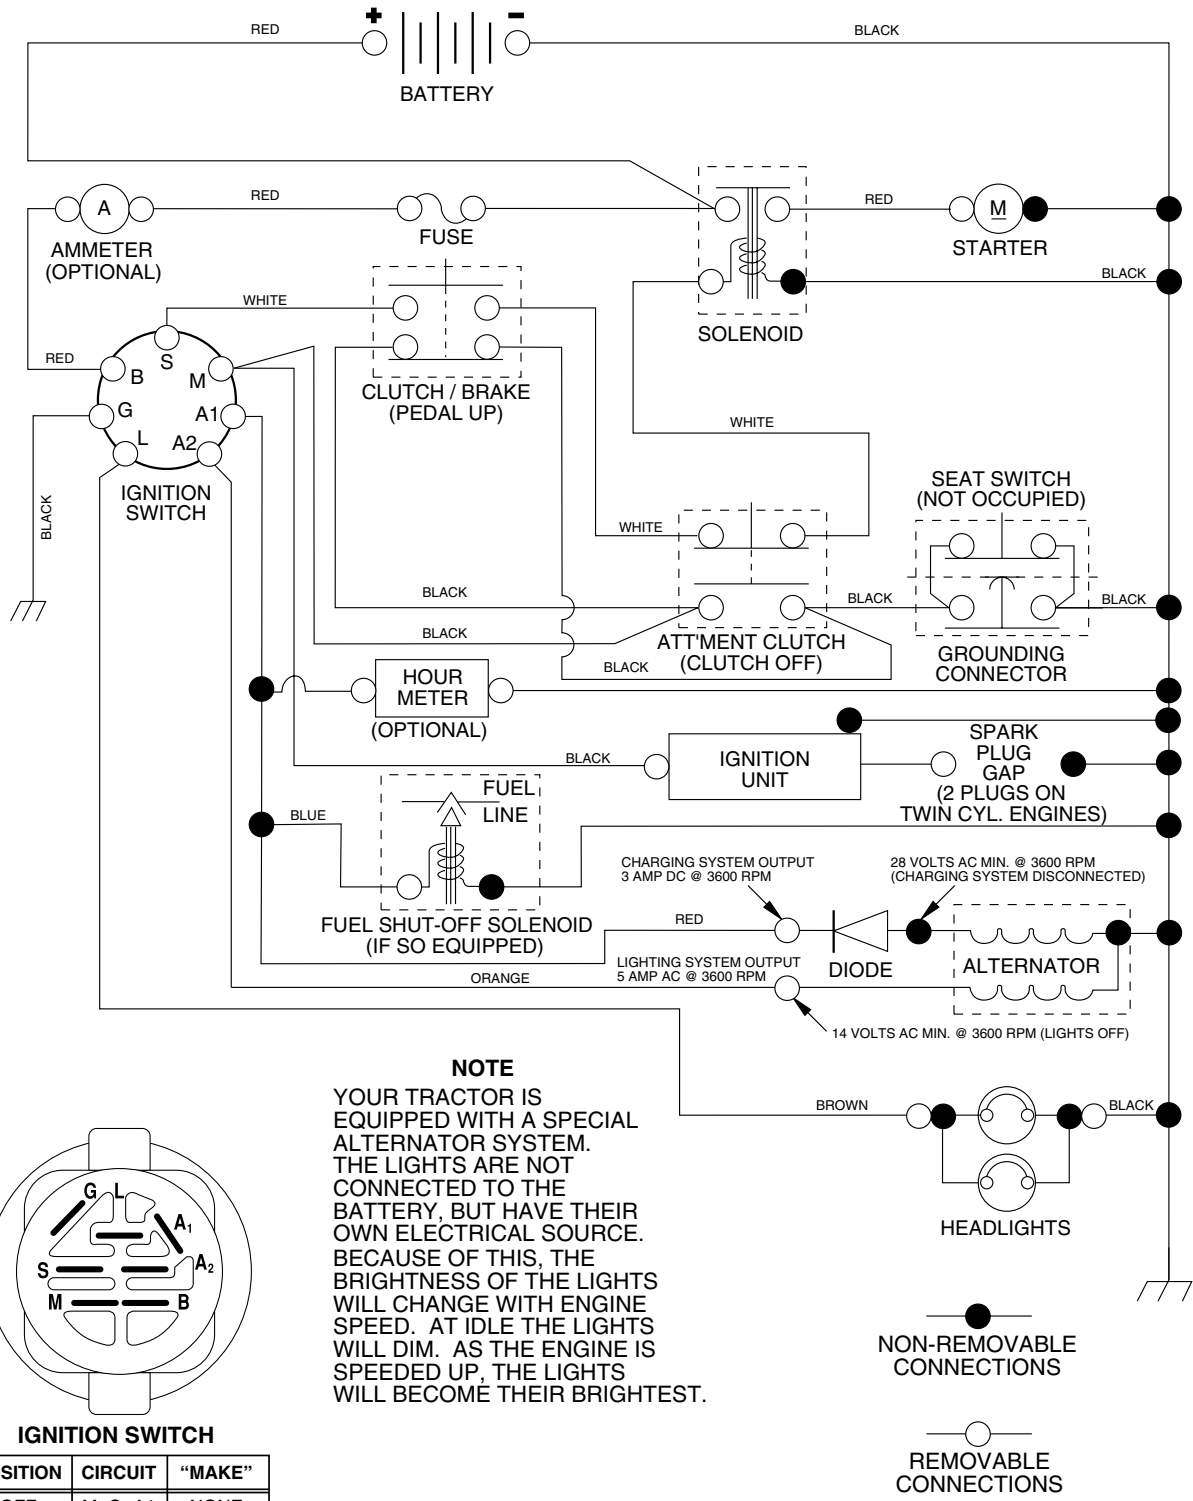 + −
RED
BLACK
BATTERY
RED
A
AMMETER
(OPTIONAL)
FUSE
RED
M
STARTER
BLACK
SOLENOID
WHITE
RED
S
B
M
G
A1
L
A2
IGNITION
SWITCH
BLACK
CLUTCH / BRAKE
(PEDAL UP)
WHITE
WHITE
SEAT SWITCH
(NOT OCCUPIED)
BLACK
BLACK
BLACK
BLACK
BLACK
ATT'MENT CLUTCH
(CLUTCH OFF)
GROUNDING
CONNECTOR
HOUR
METER
(OPTIONAL)
BLACK
IGNITION
UNIT
SPARK
PLUG
GAP
(2 PLUGS ON
TWIN CYL. ENGINES)
BLUE
FUEL
LINE
FUEL SHUT-OFF SOLENOID
(IF SO EQUIPPED)
CHARGING SYSTEM OUTPUT
3 AMP DC @ 3600 RPM
28 VOLTS AC MIN. @ 3600 RPM
(CHARGING SYSTEM DISCONNECTED)
RED
DIODE
ALTERNATOR
LIGHTING SYSTEM OUTPUT
5 AMP AC @ 3600 RPM
ORANGE
14 VOLTS AC MIN. @ 3600 RPM (LIGHTS OFF)
BROWN
BLACK
HEADLIGHTS
NOTE
YOUR TRACTOR IS
EQUIPPED WITH A SPECIAL
ALTERNATOR SYSTEM.
THE LIGHTS ARE NOT
CONNECTED TO THE
BATTERY, BUT HAVE THEIR
OWN ELECTRICAL SOURCE.
BECAUSE OF THIS, THE
BRIGHTNESS OF THE LIGHTS
WILL CHANGE WITH ENGINE
SPEED. AT IDLE THE LIGHTS
WILL DIM. AS THE ENGINE IS
SPEEDED UP, THE LIGHTS
WILL BECOME THEIR BRIGHTEST.
G L
A1
S
A2
M
B
IGNITION SWITCH
SITION CIRCUIT "MAKE"
NON-REMOVABLE
CONNECTIONS
REMOVABLE
CONNECTIONS